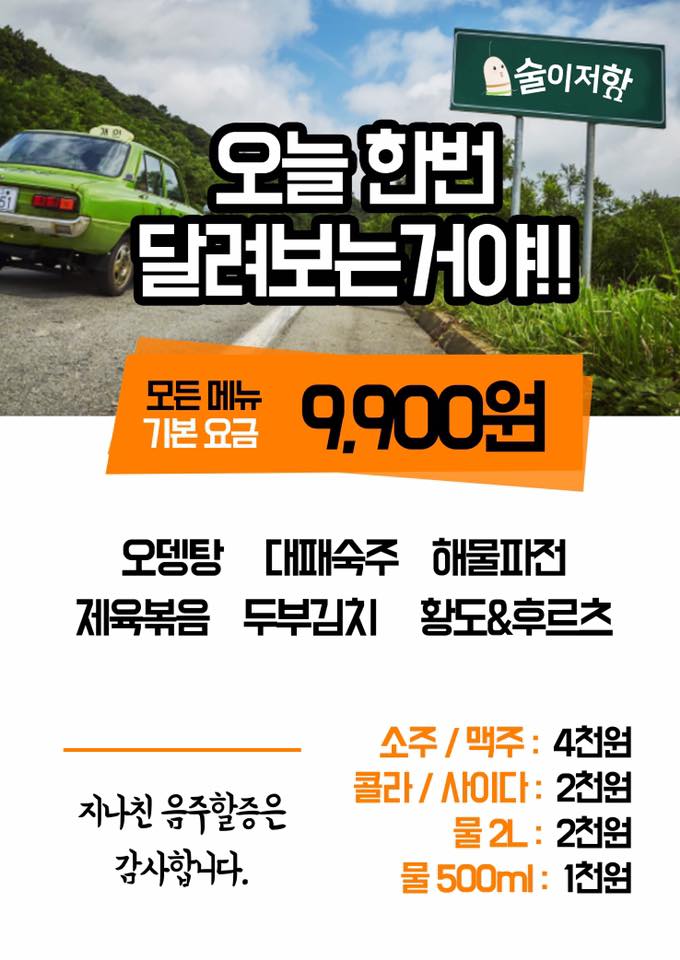 술이저항
개인
오늘 한번
달려보는거야!!
모든 메뉴
기본 요금
9,900원
오뎅탕 대패숙주 해물파전
제육볶음 두부김치 황도&후르츠
소주 / 맥주 : 4천원
콜라 / 사이다 : 2천원
물 2L : 2천원
물 500ml : 1천원
지나친 음주할증은
감사합니다.